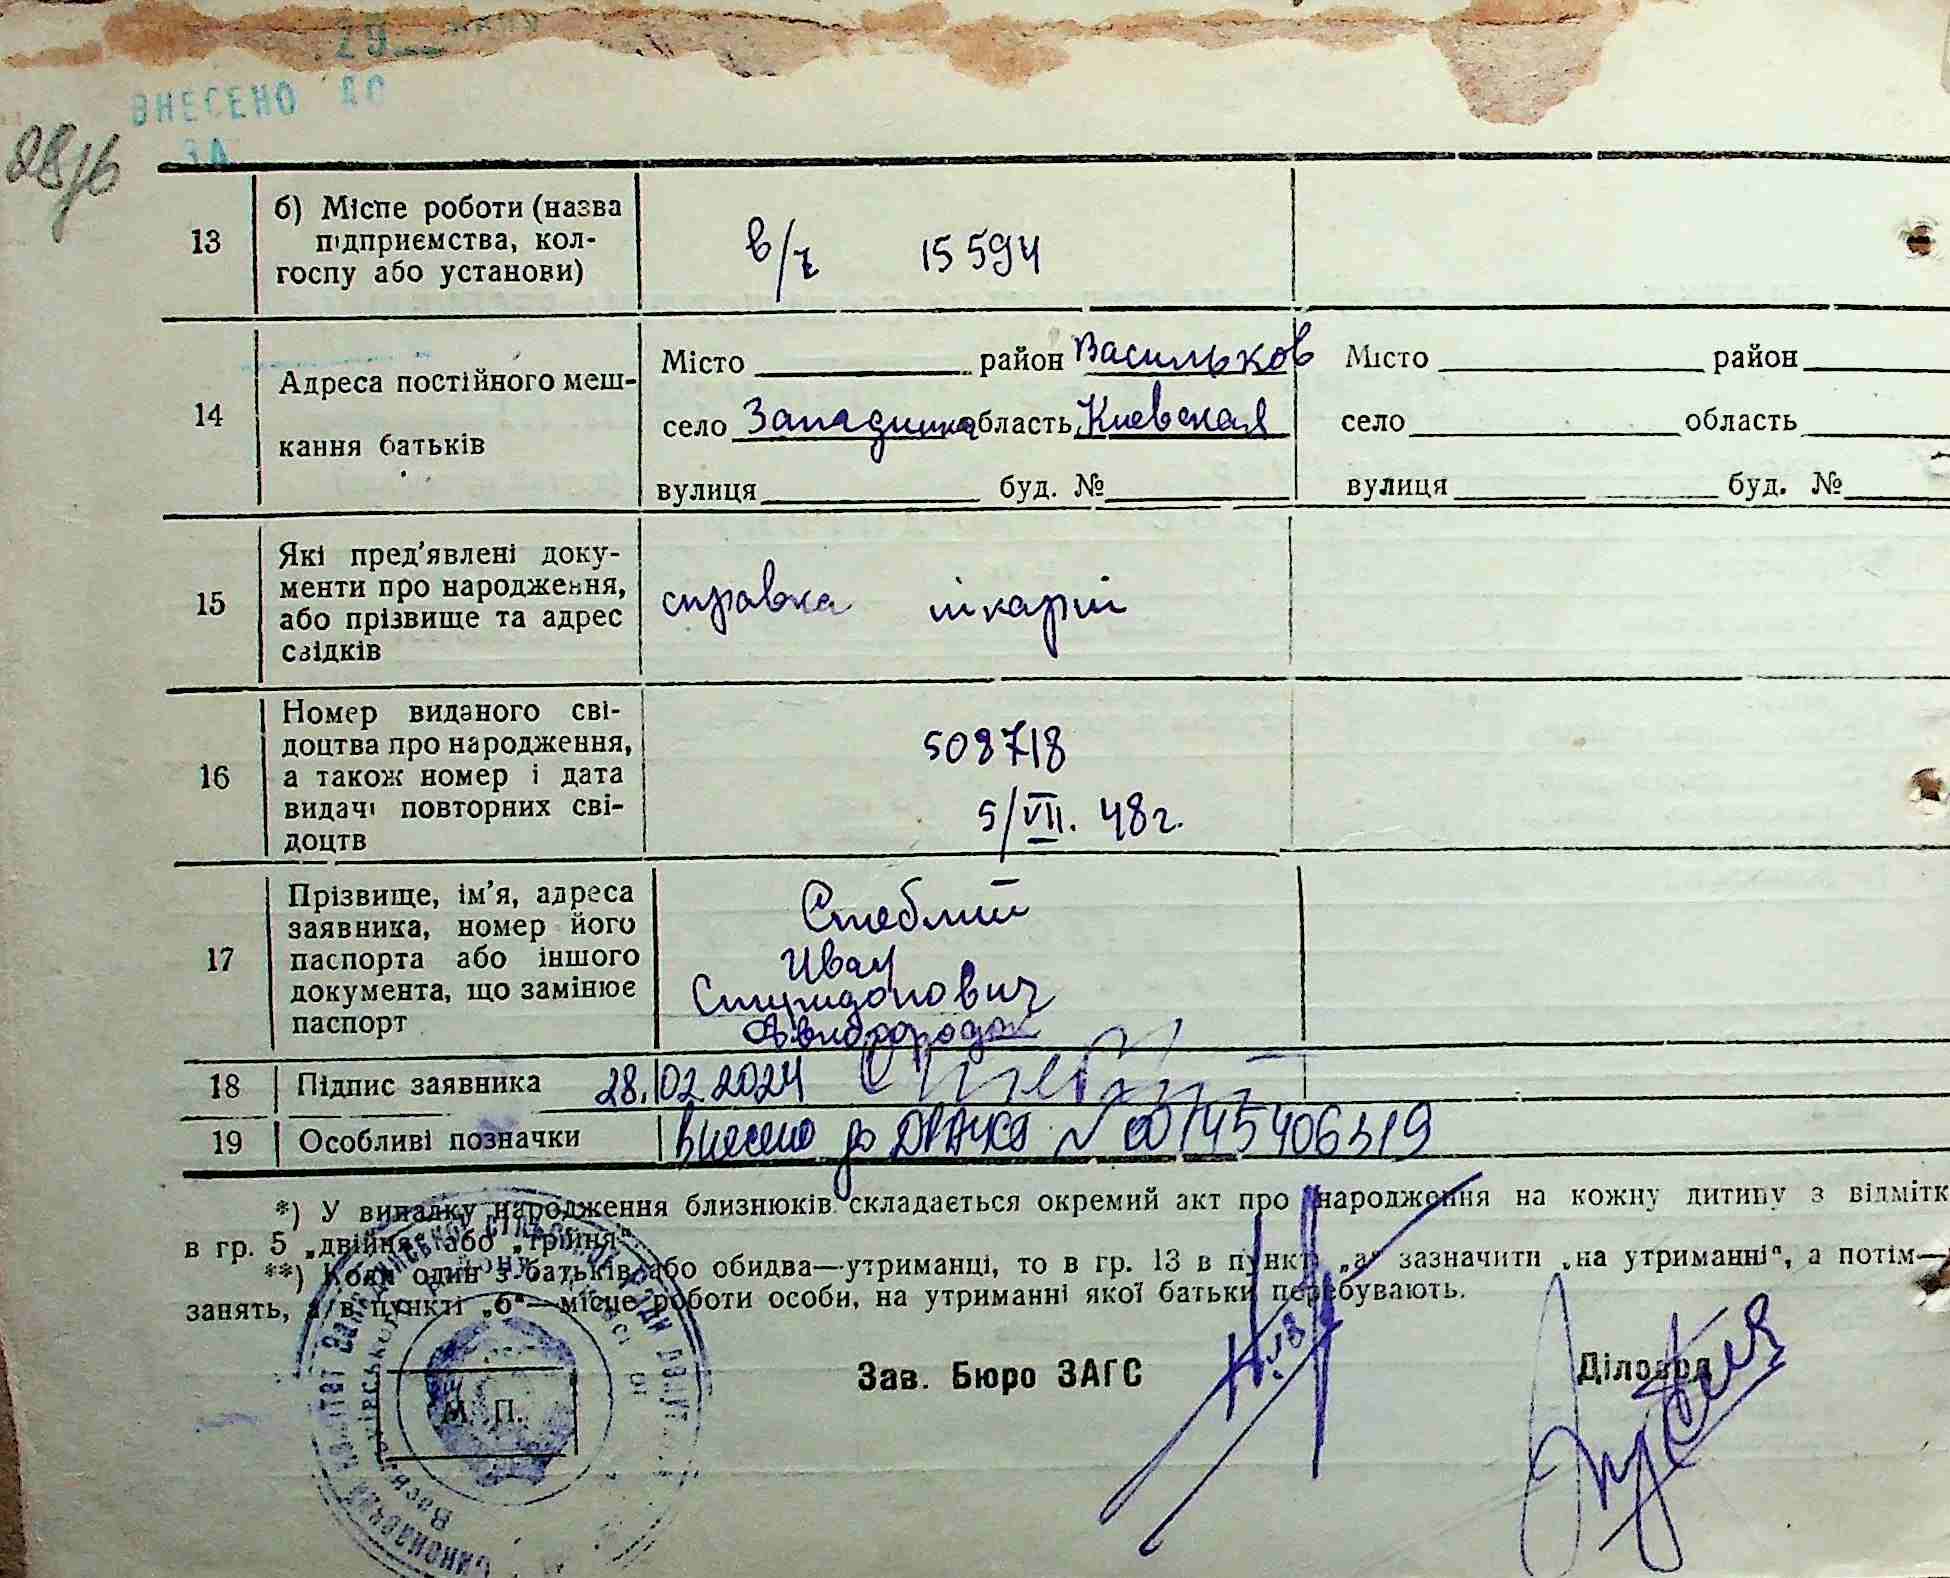 29
ВНЕСЕНО ДО
ЗА
13 б) Місце роботи (назва підприємства, кол-
госпу або установи)
в/ч 15594
14 Адреса постійного меш-
кання батьків
Місто район Васильков Місто район
село область Киевская село область
вулиця буд. № вулиця буд. №
15 Які пред'явлені доку-
менти про народження,
або прізвище та адрес
свідків
справка лікарні
16 Номер виданого сві-
доцтва про народження,
а також номер і дата
видачі повторних сві-
доцтв
508718
5/VII. 48г.
17 Прізвище, ім'я, адреса
заявника, номер його
паспорта або іншого
документа, що замінює
паспорт
Стеблий
Иван
Спиридонович
18 Підпис заявника 28.02.2024
19 Особливі позначки Внесено до ДРАЦСГ № 00145406319
*) У випадку народження близнюків складається окремий акт про народження на кожну дитину з відмітк
в гр. 5 „двійня" або „трійня"
**) Коли один з батьків або обидва—утриманці, то в гр. 13 в пункті „а" зазначити „на утриманні", а потім—
занять, а в пункті „б"—місце роботи особи, на утриманні якої батьки перебувають.
Зав. Бюро ЗАГС Діловод
М. П.